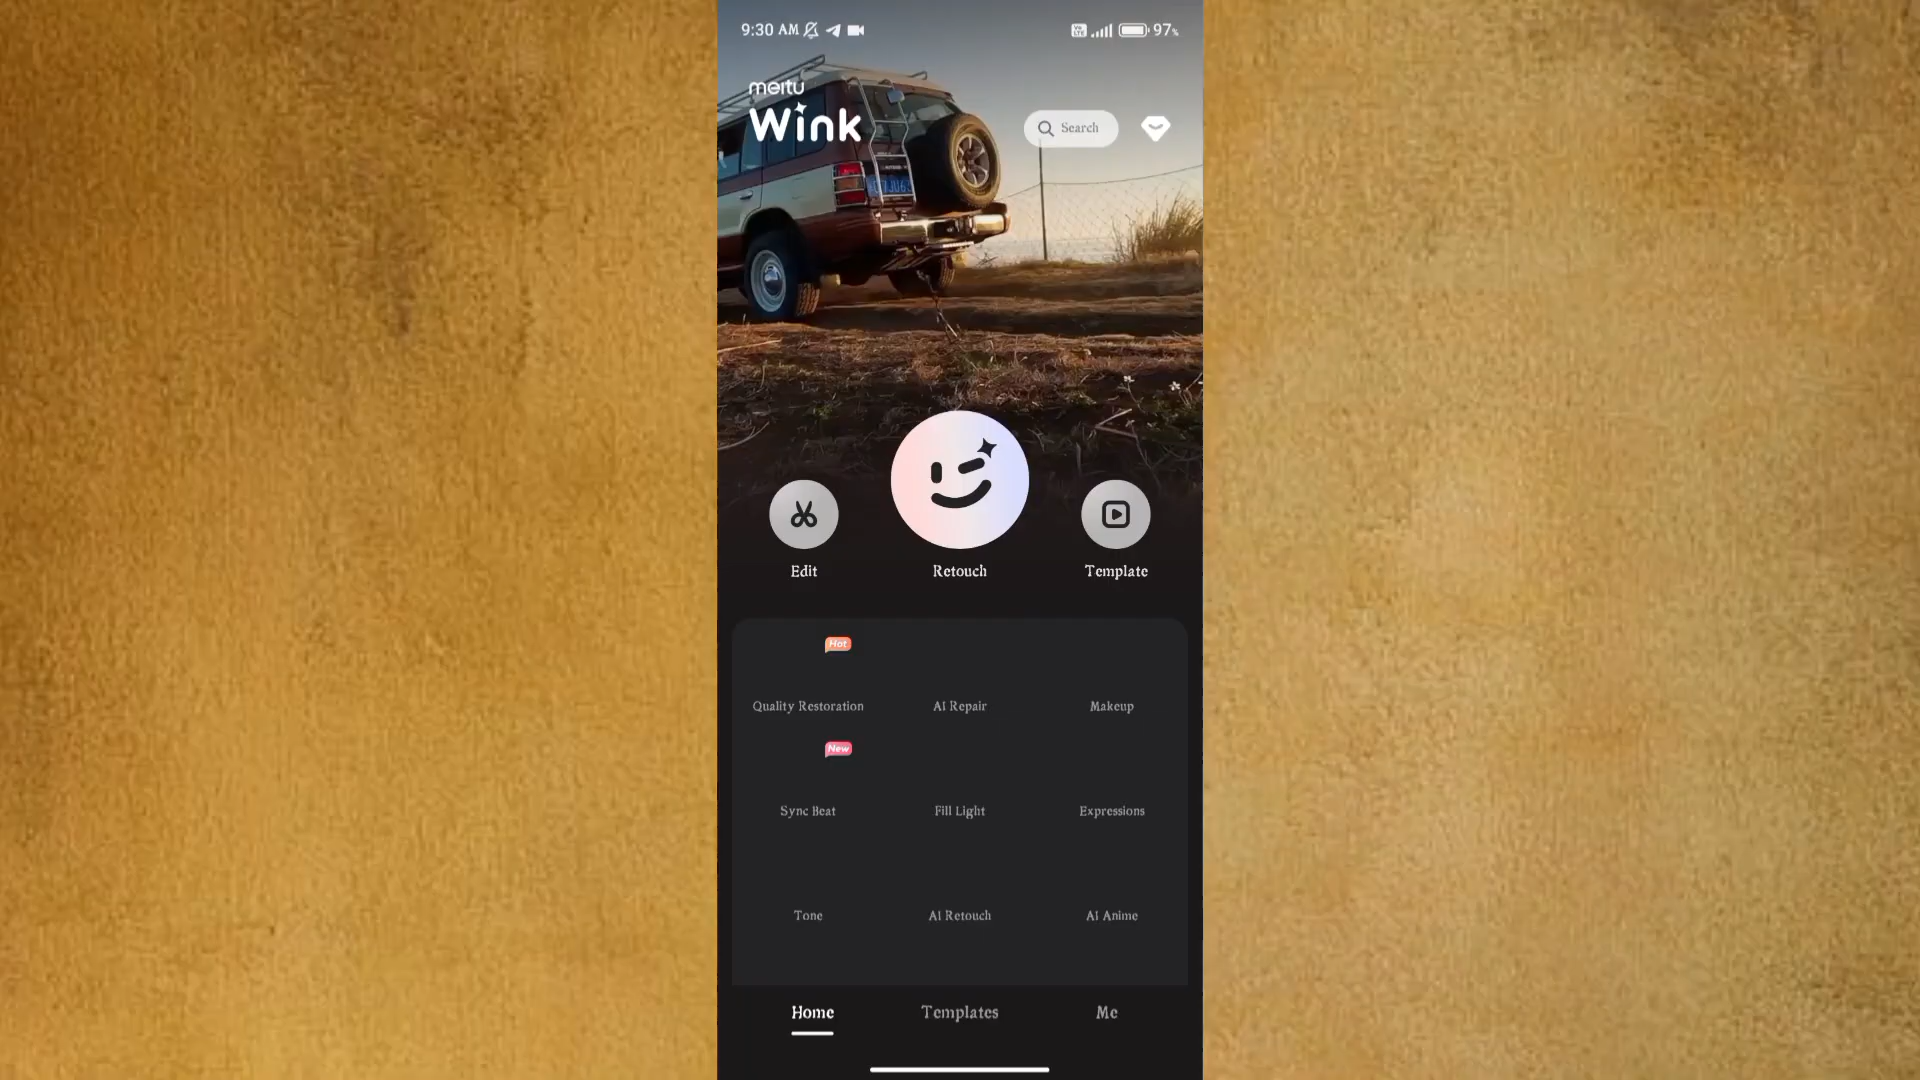 9:30 AM 97%
meitu
Wink
Search
Edit Retouch Template
Hot
Quality Restoration AI Repair Makeup
New
Sync Beat Fill Light Expressions
Tone AI Retouch AI Anime
Home Templates Me